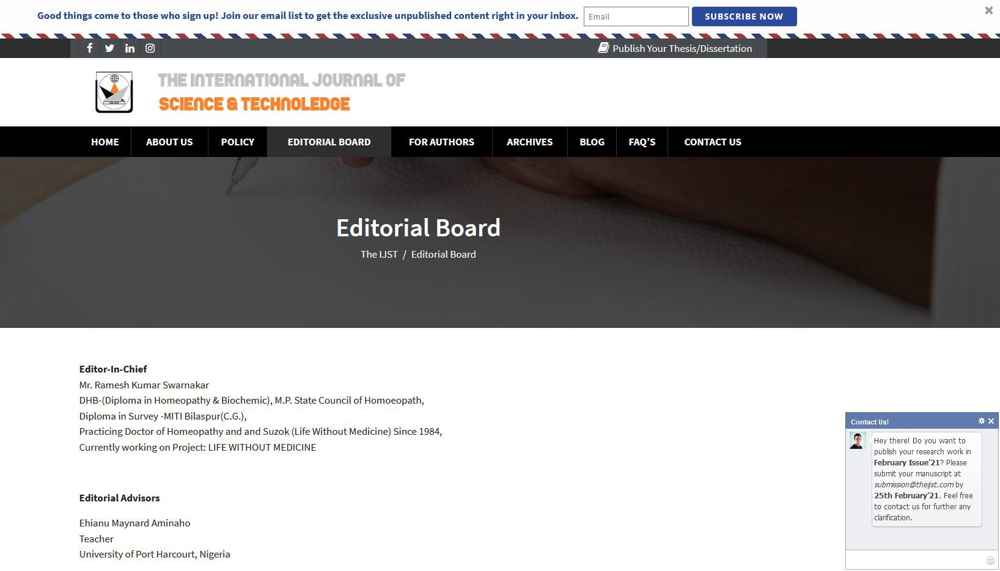 Good things come to those who sign up! Join our email list to get the exclusive unpublished content right in your inbox.
Email
SUBSCRIBE NOW
Publish Your Thesis/Dissertation
THE INTERNATIONAL JOURNAL OF
SCIENCE & TECHNOLEDGE
HOME
ABOUT US
POLICY
EDITORIAL BOARD
FOR AUTHORS
ARCHIVES
BLOG
FAQ'S
CONTACT US
Editorial Board
The IJST / Editorial Board
Editor-In-Chief
Mr. Ramesh Kumar Swarnakar
DHB-(Diploma in Homeopathy & Biochemic), M.P. State Council of Homoeopath,
Diploma in Survey -MITI Bilaspur(C.G.),
Practicing Doctor of Homeopathy and and Suzok (Life Without Medicine) Since 1984,
Currently working on Project: LIFE WITHOUT MEDICINE
Editorial Advisors
Ehianu Maynard Aminaho
Teacher
University of Port Harcourt, Nigeria
Contact Us!
Hey there! Do you want to
publish your research work in
February Issue'21? Please
submit your manuscript at
submission@theijst.com by
25th February'21. Feel free
to contact us for further any
clarification.